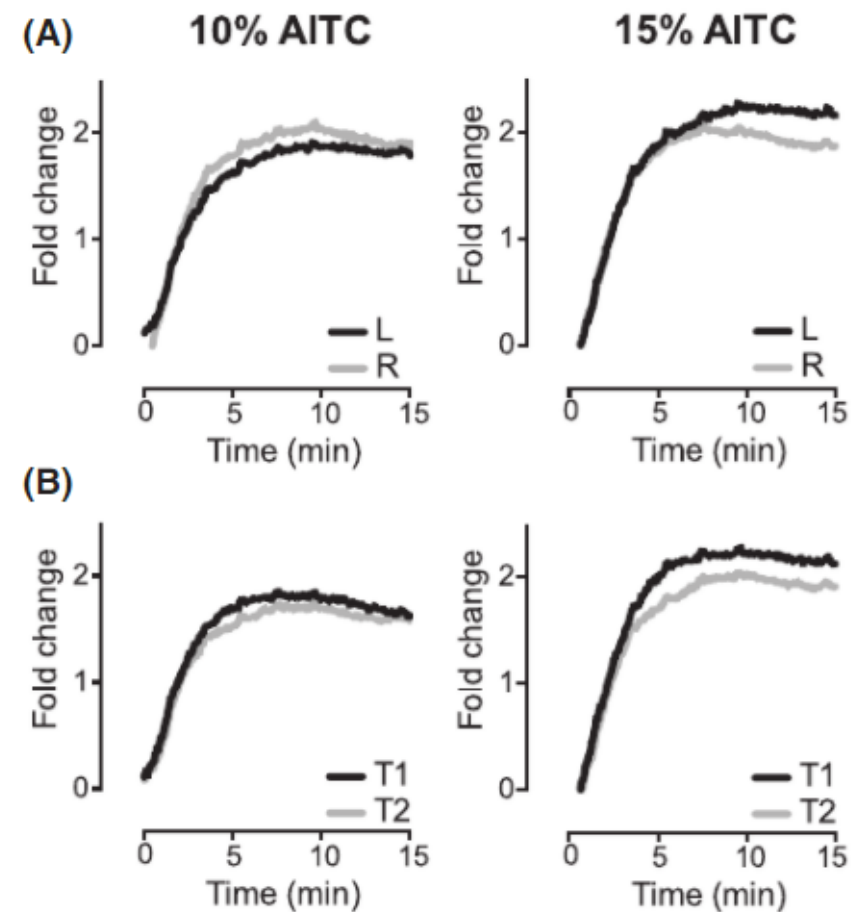 (A)
10% AITC
15% AITC
Fold change
2
1
0
L
R
0 5 10 15
Time (min)
Fold change
2
1
0
L
R
0 5 10 15
Time (min)
(B)
Fold change
2
1
0
T1
T2
0 5 10 15
Time (min)
Fold change
2
1
0
T1
T2
0 5 10 15
Time (min)